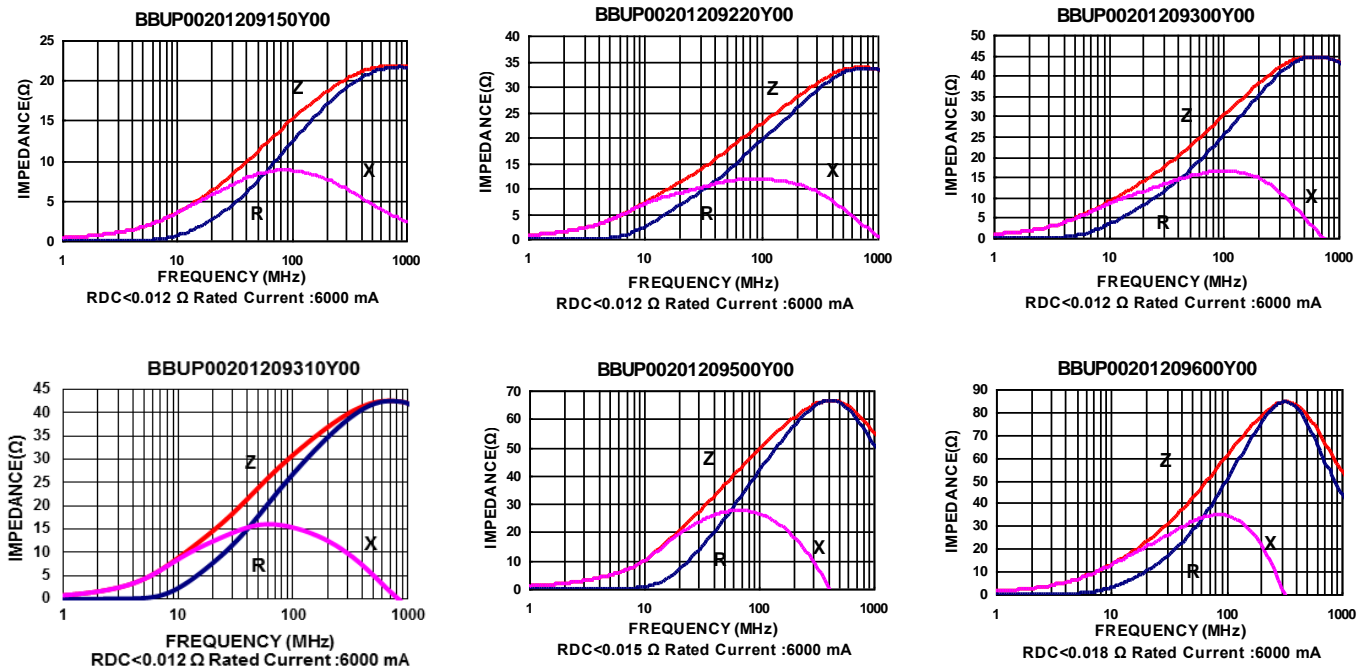 BBUP00201209150Y00
IMPEDANCE(Ω)
25
20
15
10
5
0
Z
X
R
1 10 100 1000
FREQUENCY (MHz)
RDC<0.012 Ω Rated Current :6000 mA
BBUP00201209220Y00
IMPEDANCE(Ω)
40
35
30
25
20
15
10
5
0
Z
X
R
1 10 100 1000
FREQUENCY (MHz)
RDC<0.012 Ω Rated Current :6000 mA
BBUP00201209300Y00
IMPEDANCE(Ω)
50
45
40
35
30
25
20
15
10
5
0
Z
X
R
1 10 100 1000
FREQUENCY (MHz)
RDC<0.012 Ω Rated Current :6000 mA
BBUP00201209310Y00
IMPEDANCE(Ω)
45
40
35
30
25
20
15
10
5
0
Z
X
R
1 10 100 1000
FREQUENCY (MHz)
RDC<0.012 Ω Rated Current :6000 mA
BBUP00201209500Y00
IMPEDANCE(Ω)
70
60
50
40
30
20
10
0
Z
X
R
1 10 100 1000
FREQUENCY (MHz)
RDC<0.015 Ω Rated Current :6000 mA
BBUP00201209600Y00
IMPEDANCE(Ω)
90
80
70
60
50
40
30
20
10
0
Z
X
R
1 10 100 1000
FREQUENCY (MHz)
RDC<0.018 Ω Rated Current :6000 mA